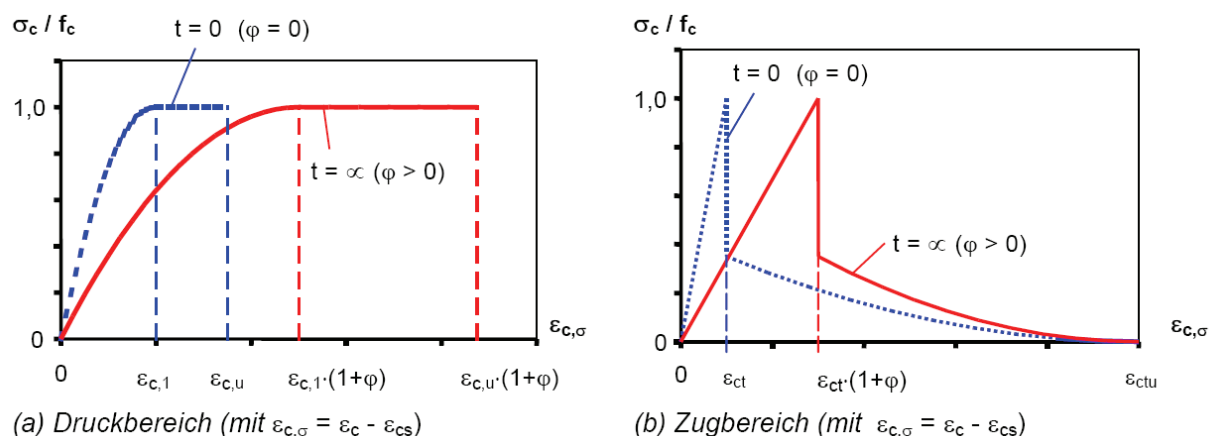 σc / fc
t = 0 (φ = 0)
1,0
t = ∝ (φ > 0)
0
εc,σ
0
εc,1
εc,u
εc,1·(1+φ)
εc,u·(1+φ)
(a) Druckbereich (mit εc,σ = εc - εcs)
σc / fc
t = 0 (φ = 0)
1,0
t = ∝ (φ > 0)
0
εc,σ
0
εct
εct·(1+φ)
εctu
(b) Zugbereich (mit εc,σ = εc - εcs)